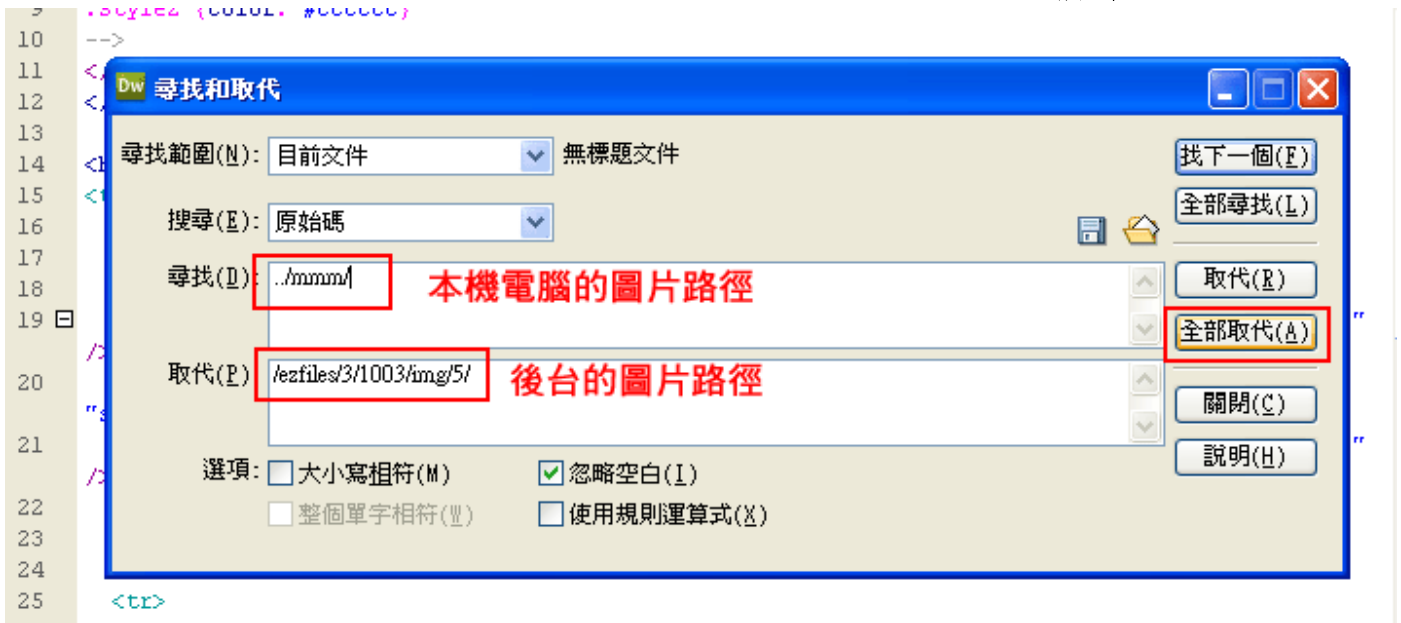 9 .style2 {color: #cccccc}
10 -->
11 </
12 </
13
14 <b
15 <t
16
17
18
19 "
/>
20
"s
21 "
/>
22
23
24
25 <tr>
Dw 尋找和取代
尋找範圍(N): 目前文件 無標題文件 找下一個(F)
搜尋(E): 原始碼 全部尋找(L)
尋找(D): ../mmm/ 本機電腦的圖片路徑 取代(R)
全部取代(A)
取代(P) /ezfiles/3/1003/img/5/ 後台的圖片路徑
關閉(C)
說明(H)
選項: 大小寫相符(M) 忽略空白(I)
整個單字相符(W) 使用規則運算式(X)